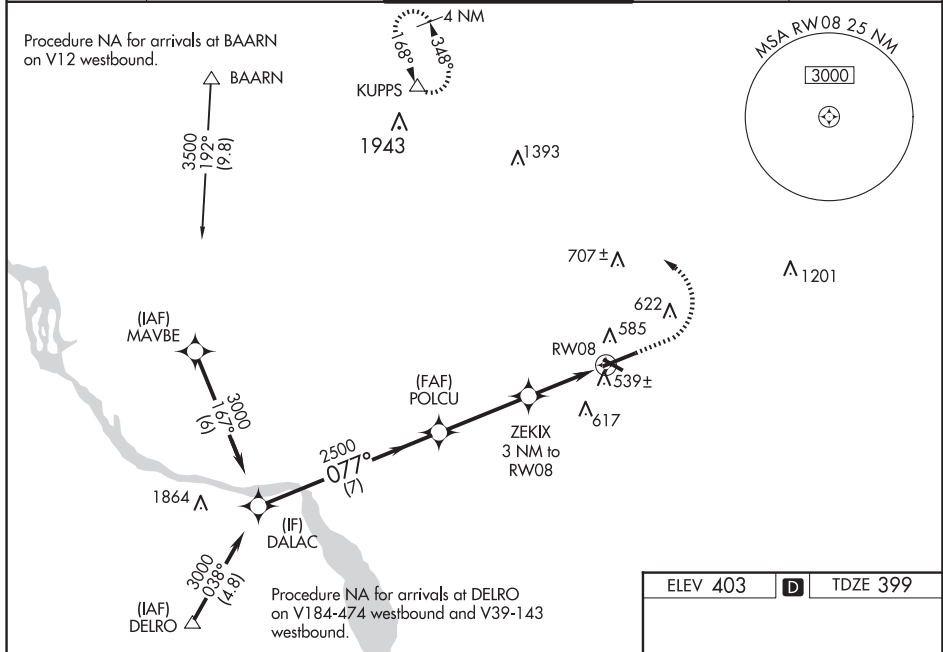 Procedure NA for arrivals at BAARN
on V12 westbound.
BAARN
3500
192°
(9.8)
4 NM
168°
348°
KUPPS
1943
1393
MSA RW08 25 NM
3000
707±
1201
622
585
RW08
539±
617
(IAF)
MAVBE
3000
167°
(6)
(FAF)
POLCU
ZEKIX
3 NM to
RW08
2500
077°
(7)
1864
(IF)
DALAC
3000
038°
(4.8)
(IAF)
DELRO
Procedure NA for arrivals at DELRO
on V184-474 westbound and V39-143
westbound.
ELEV 403 D TDZE 399